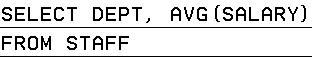 SELECT DEPT, AVG(SALARY)
FROM STAFF